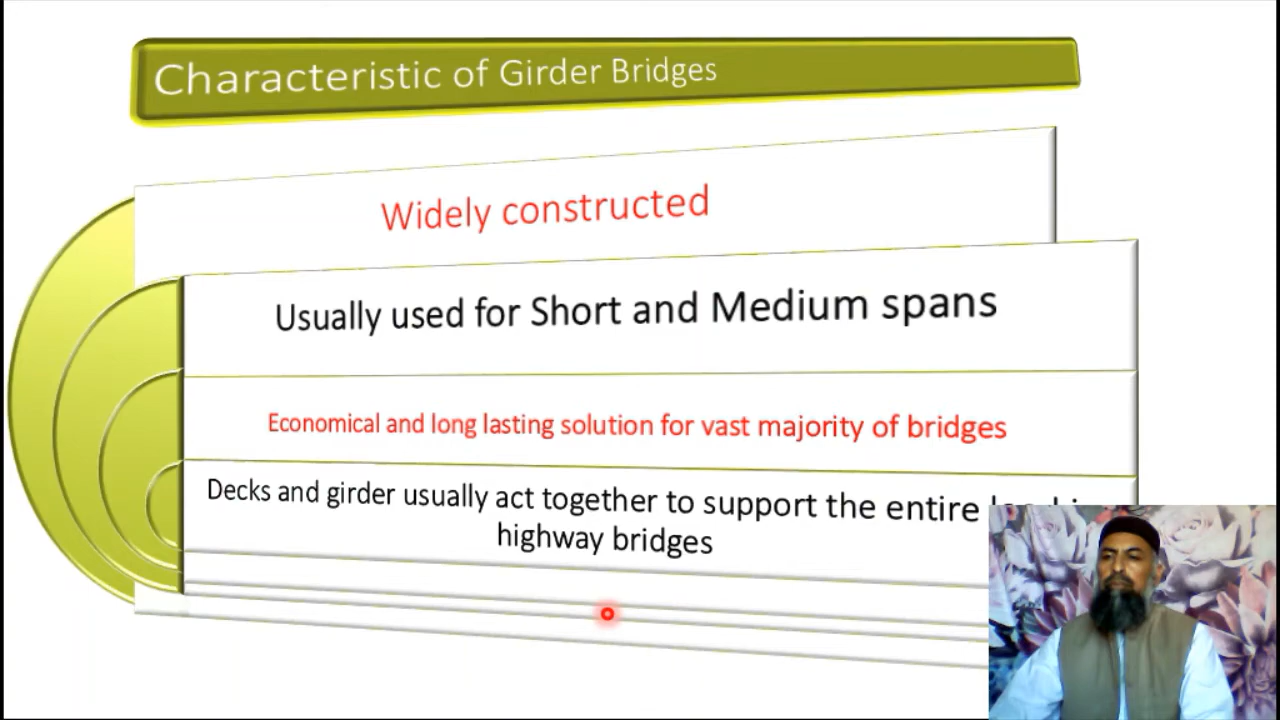 Characteristic of Girder Bridges
Widely constructed
Usually used for Short and Medium spans
Economical and long lasting solution for vast majority of bridges
Decks and girder usually act together to support the entire
highway bridges